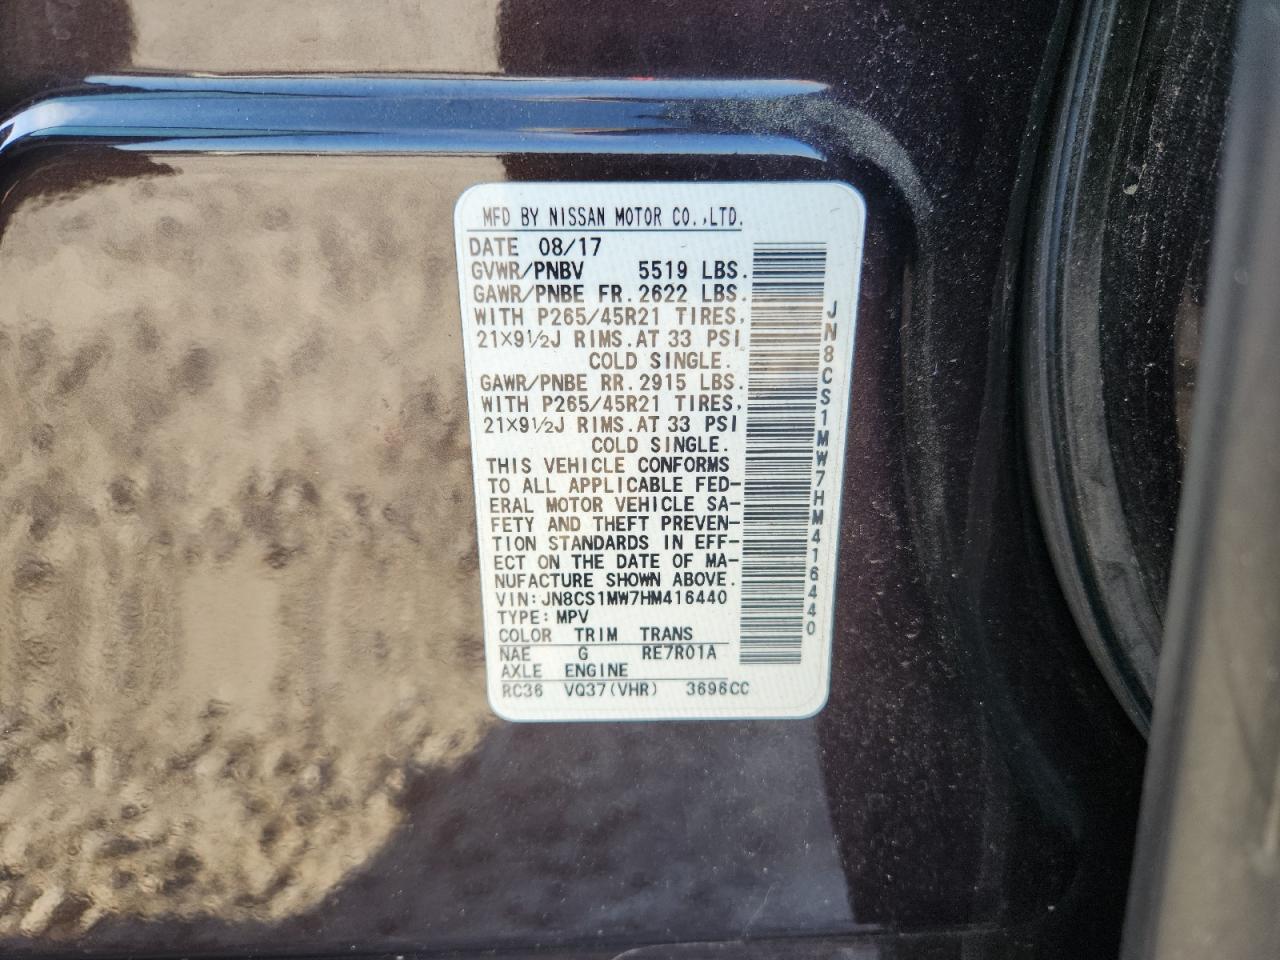 MFD BY NISSAN MOTOR CO.,LTD.
DATE 08/17
GVWR/PNBV 5519 LBS.
GAWR/PNBE FR. 2622 LBS.
WITH P265/45R21 TIRES,
21×9½J RIMS. AT 33 PSI
COLD SINGLE.
GAWR/PNBE RR. 2915 LBS.
WITH P265/45R21 TIRES,
21×9½J RIMS. AT 33 PSI
COLD SINGLE.
THIS VEHICLE CONFORMS
TO ALL APPLICABLE FED-
ERAL MOTOR VEHICLE SA-
FETY AND THEFT PREVEN-
TION STANDARDS IN EFF-
ECT ON THE DATE OF MA-
NUFACTURE SHOWN ABOVE.
VIN: JN8CS1MW7HM416440
TYPE: MPV
COLOR TRIM TRANS
NAE G RE7R01A
AXLE ENGINE
RC36 VQ37(VHR) 3696CC
JN8CS1MW7HM416440